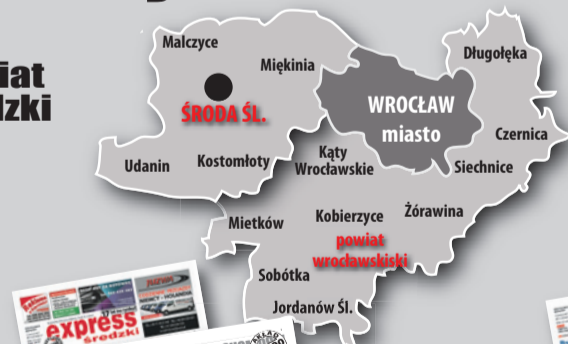 iat
dzki
Malczyce
Miękinia
Długołęka
ŚRODA ŚL.
WROCŁAW
miasto
Czernica
Udanin
Kostomłoty
Kąty
Wrocławskie
Siechnice
Mietków
Kobierzyce
Żórawina
powiat
wrocławskiski
Sobótka
Jordanów Śl.
express
średzki